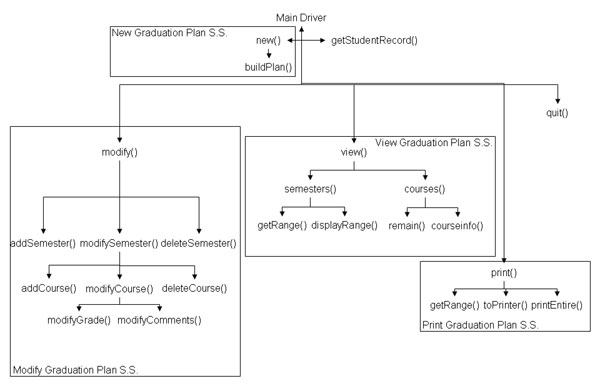 Main Driver
New Graduation Plan S.S.
new()
getStudentRecord()
buildPlan()
quit()
View Graduation Plan S.S.
modify()
view()
semesters()
courses()
getRange()
displayRange()
remain()
courseinfo()
addSemester()
modifySemester()
deleteSemester()
print()
addCourse()
modifyCourse()
deleteCourse()
getRange()
toPrinter()
printEntire()
modifyGrade()
modifyComments()
Print Graduation Plan S.S.
Modify Graduation Plan S.S.